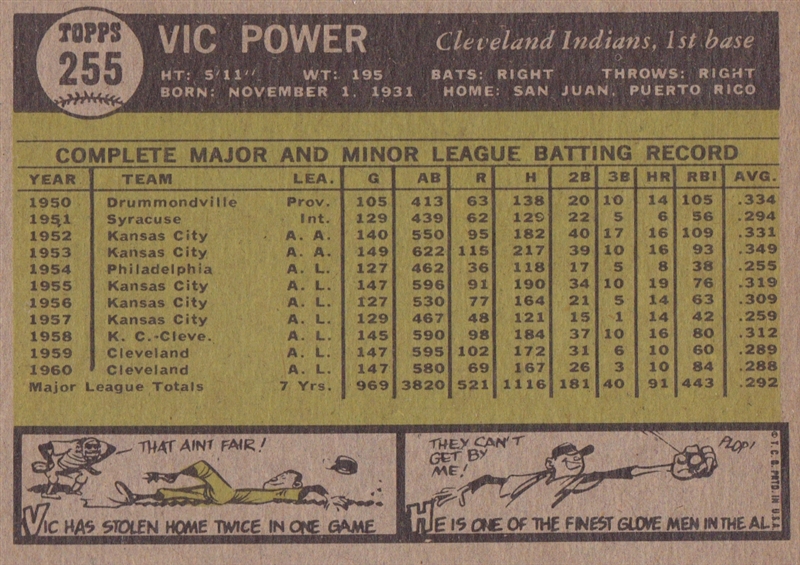 TOPPS
255
VIC POWER
Cleveland Indians, 1st base
HT: 5'11" WT: 195 BATS: RIGHT THROWS: RIGHT
BORN: NOVEMBER 1, 1931 HOME: SAN JUAN, PUERTO RICO
COMPLETE MAJOR AND MINOR LEAGUE BATTING RECORD
YEAR TEAM LEA. G AB R H 2B 3B HR RBI AVG.
1950 Drummondville Prov. 105 413 63 138 20 10 14 105 .334
1951 Syracuse Int. 129 439 62 129 22 5 6 56 .294
1952 Kansas City A. A. 140 550 95 182 40 17 16 109 .331
1953 Kansas City A. A. 149 622 115 217 39 10 16 93 .349
1954 Philadelphia A. L. 127 462 36 118 17 5 8 38 .255
1955 Kansas City A. L. 147 596 91 190 34 10 19 76 .319
1956 Kansas City A. L. 127 530 77 164 21 5 14 63 .309
1957 Kansas City A. L. 129 467 48 121 15 1 14 42 .259
1958 K. C.-Cleve. A. L. 145 590 98 184 37 10 16 80 .312
1959 Cleveland A. L. 147 595 102 172 31 6 10 60 .289
1960 Cleveland A. L. 147 580 69 167 26 3 10 84 .288
Major League Totals 7 Yrs. 969 3820 521 1116 181 40 91 443 .292
THAT AINT FAIR!
VIC HAS STOLEN HOME TWICE IN ONE GAME
THEY CAN'T
GET BY
ME!
PLOP!
HE IS ONE OF THE FINEST GLOVE MEN IN THE A.L.
© T.C.G. PTD. IN U.S.A.